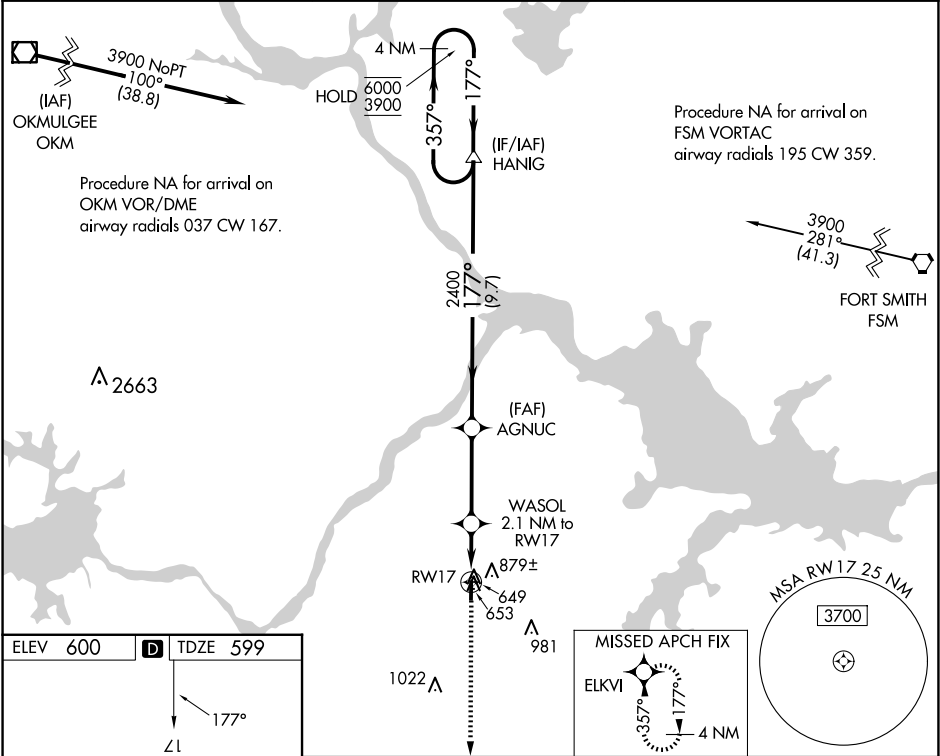 3900 NoPT
100°
(38.8)
(IAF)
OKMULGEE
OKM
4 NM
HOLD
6000
3900
357°
177°
(IF/IAF)
HANIG
Procedure NA for arrival on
FSM VORTAC
airway radials 195 CW 359.
Procedure NA for arrival on
OKM VOR/DME
airway radials 037 CW 167.
3900
281°
(41.3)
FORT SMITH
FSM
2400
177°
(9.7)
2663
(FAF)
AGNUC
WASOL
2.1 NM to
RW17
RW17
879±
649
653
981
1022
MSA RW17 25 NM
3700
MISSED APCH FIX
ELKVI
357°
177°
4 NM
ELEV 600
D
TDZE 599
177°
17